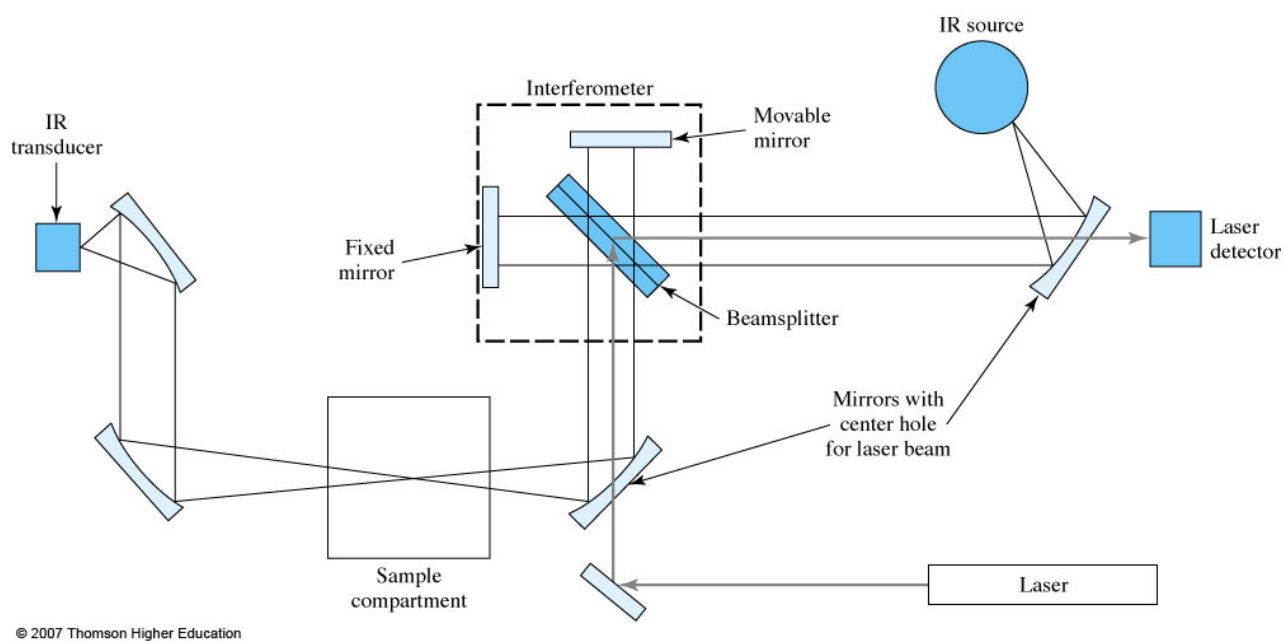 IR source
Interferometer
Movable
mirror
IR
transducer
Fixed
mirror
Laser
detector
Beamsplitter
Mirrors with
center hole
for laser beam
Sample
compartment
Laser
© 2007 Thomson Higher Education